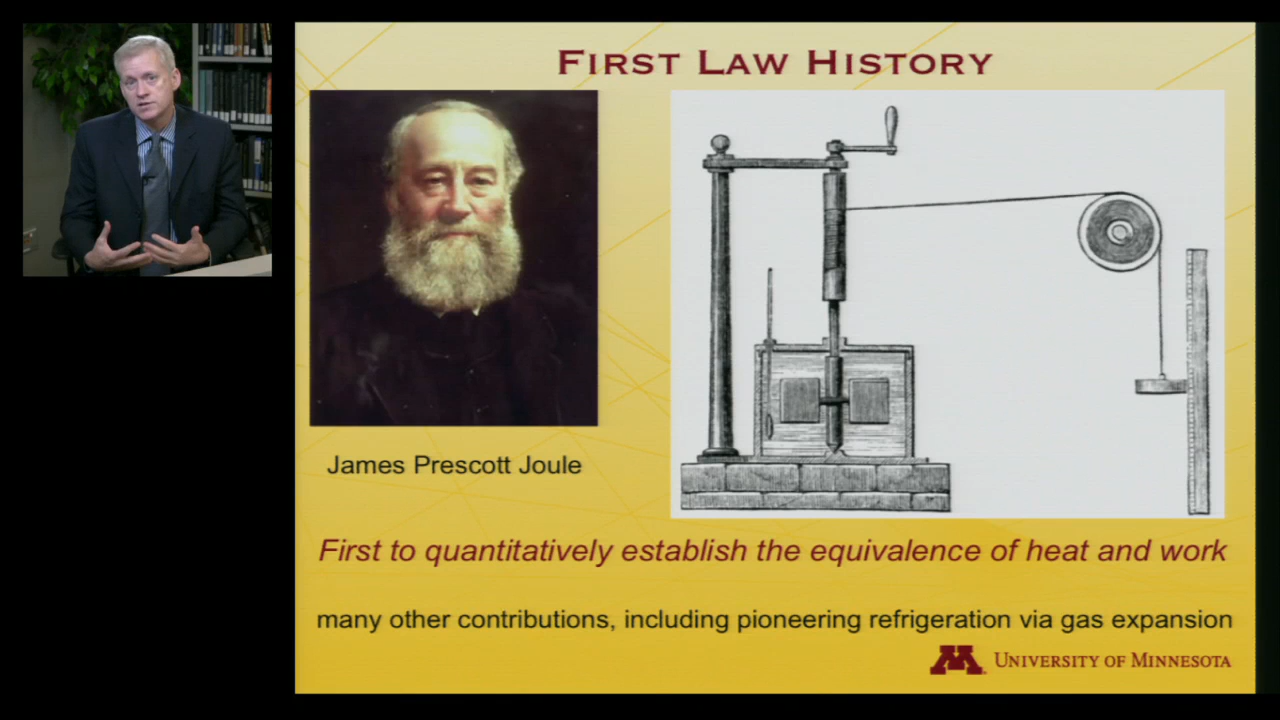 First Law History
James Prescott Joule
First to quantitatively establish the equivalence of heat and work
many other contributions, including pioneering refrigeration via gas expansion
M University of Minnesota